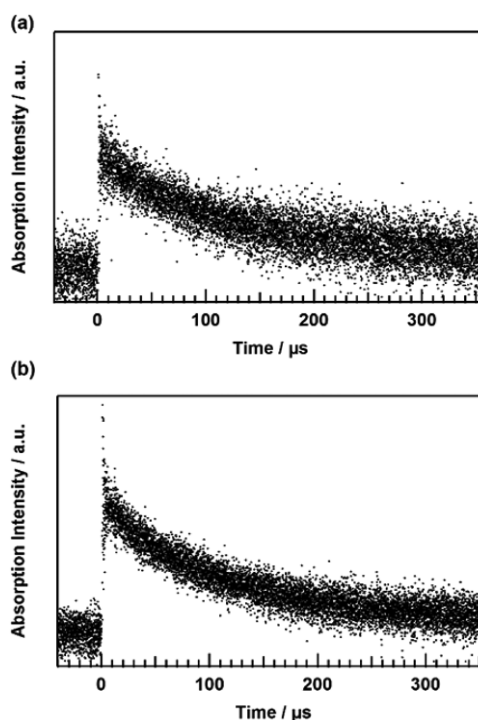 (a)
Absorption Intensity / a.u.
0 100 200 300
Time / µs
(b)
Absorption Intensity / a.u.
0 100 200 300
Time / µs